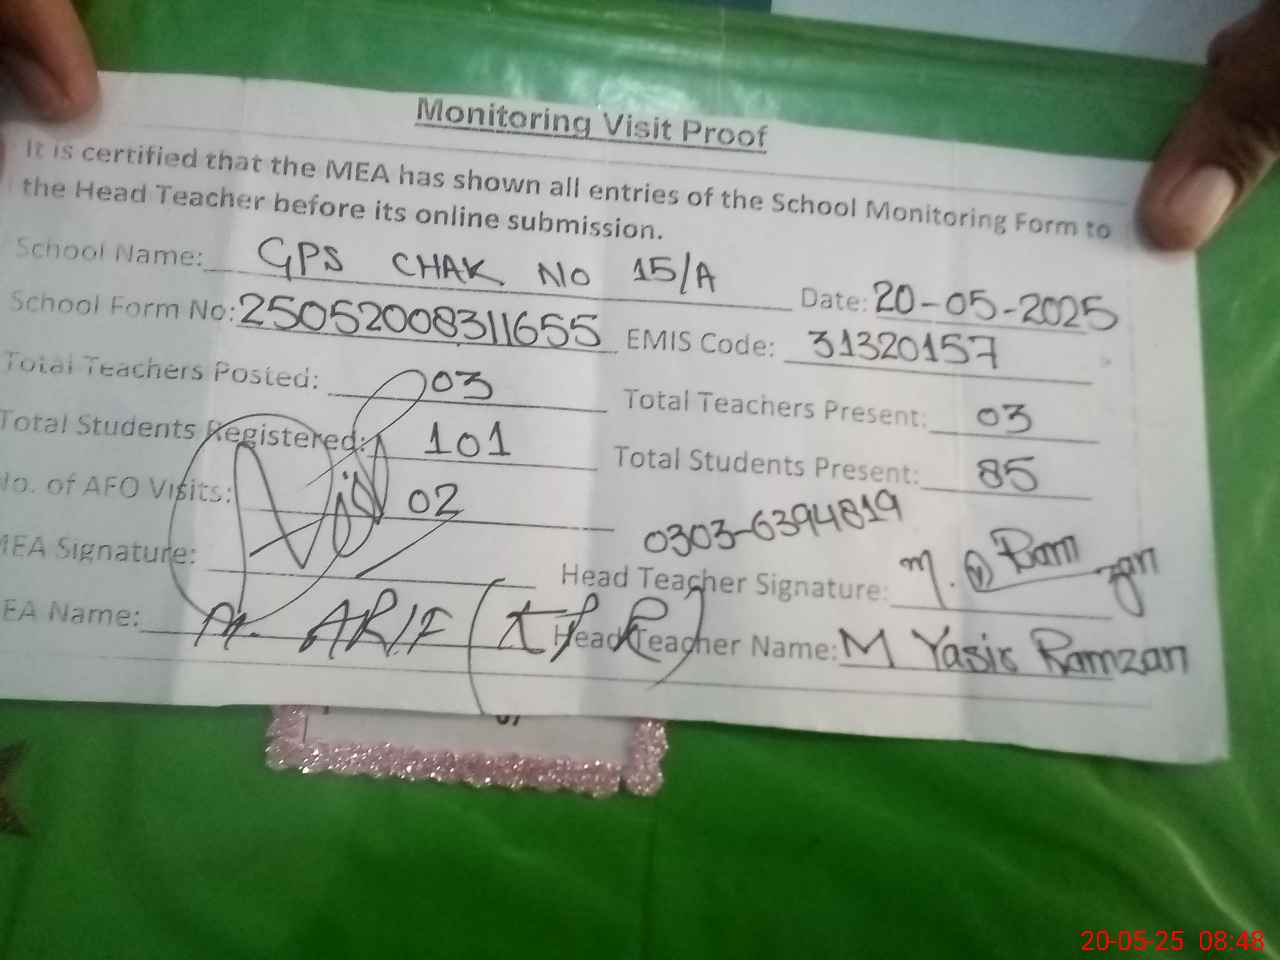 Monitoring Visit Proof
It is certified that the MEA has shown all entries of the School Monitoring Form to
the Head Teacher before its online submission.
School Name: GPS CHAK NO 15/A Date: 20-05-2025
School Form No: 25052008311655 EMIS Code: 31320157
Total Teachers Posted: 03 Total Teachers Present: 03
Total Students Registered: 101 Total Students Present: 85
No. of AFO Visits: 02
0303-6394819
MEA Signature: Head Teacher Signature: M. Y Ramzan
EA Name: M. ARIF Head Teacher Name: M Yasir Ramzan
20-05-25 08:48